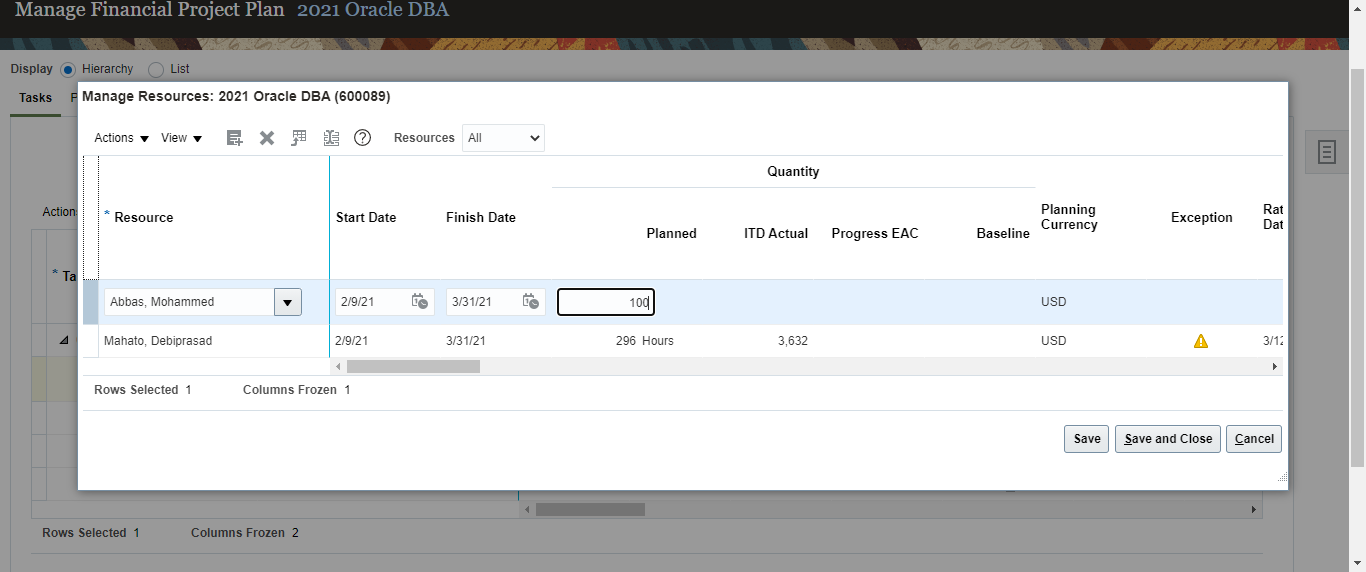 Manage Financial Project Plan 2021 Oracle DBA
Display Hierarchy List
Tasks P
Manage Resources: 2021 Oracle DBA (600089)
Actions View ? Resources All
Quantity
* Resource Start Date Finish Date Planned ITD Actual Progress EAC Baseline Planning Currency Exception Rat Dat
Abbas, Mohammed 2/9/21 3/31/21 100 USD
Mahato, Debiprasad 2/9/21 3/31/21 296 Hours 3,632 USD 3/12
Rows Selected 1 Columns Frozen 1
Save Save and Close Cancel
Action
* Ta
Rows Selected 1 Columns Frozen 2